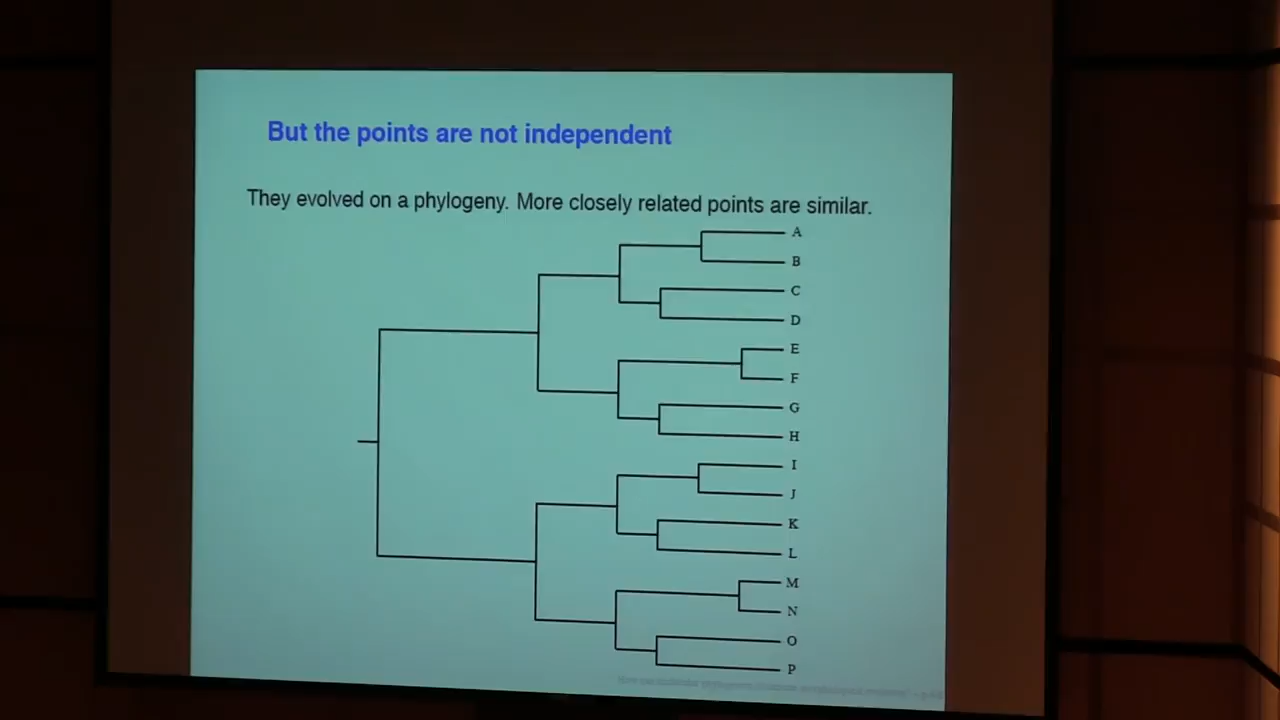 But the points are not independent
They evolved on a phylogeny. More closely related points are similar.
A
B
C
D
E
F
G
H
I
J
K
L
M
N
O
P